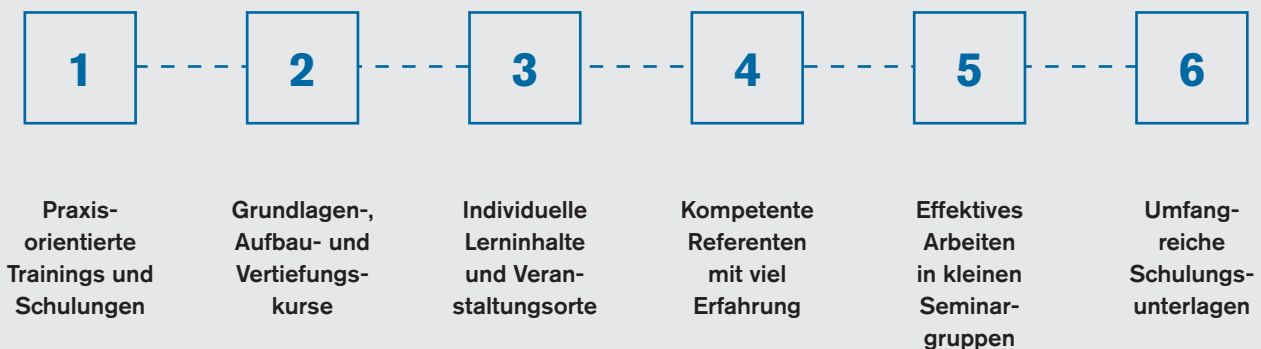 1
2
3
4
5
6
Praxis-
orientierte
Trainings und
Schulungen
Grundlagen-,
Aufbau- und
Vertiefungs-
kurse
Individuelle
Lerninhalte
und Veran-
staltungsorte
Kompetente
Referenten
mit viel
Erfahrung
Effektives
Arbeiten
in kleinen
Seminar-
gruppen
Umfang-
reiche
Schulungs-
unterlagen